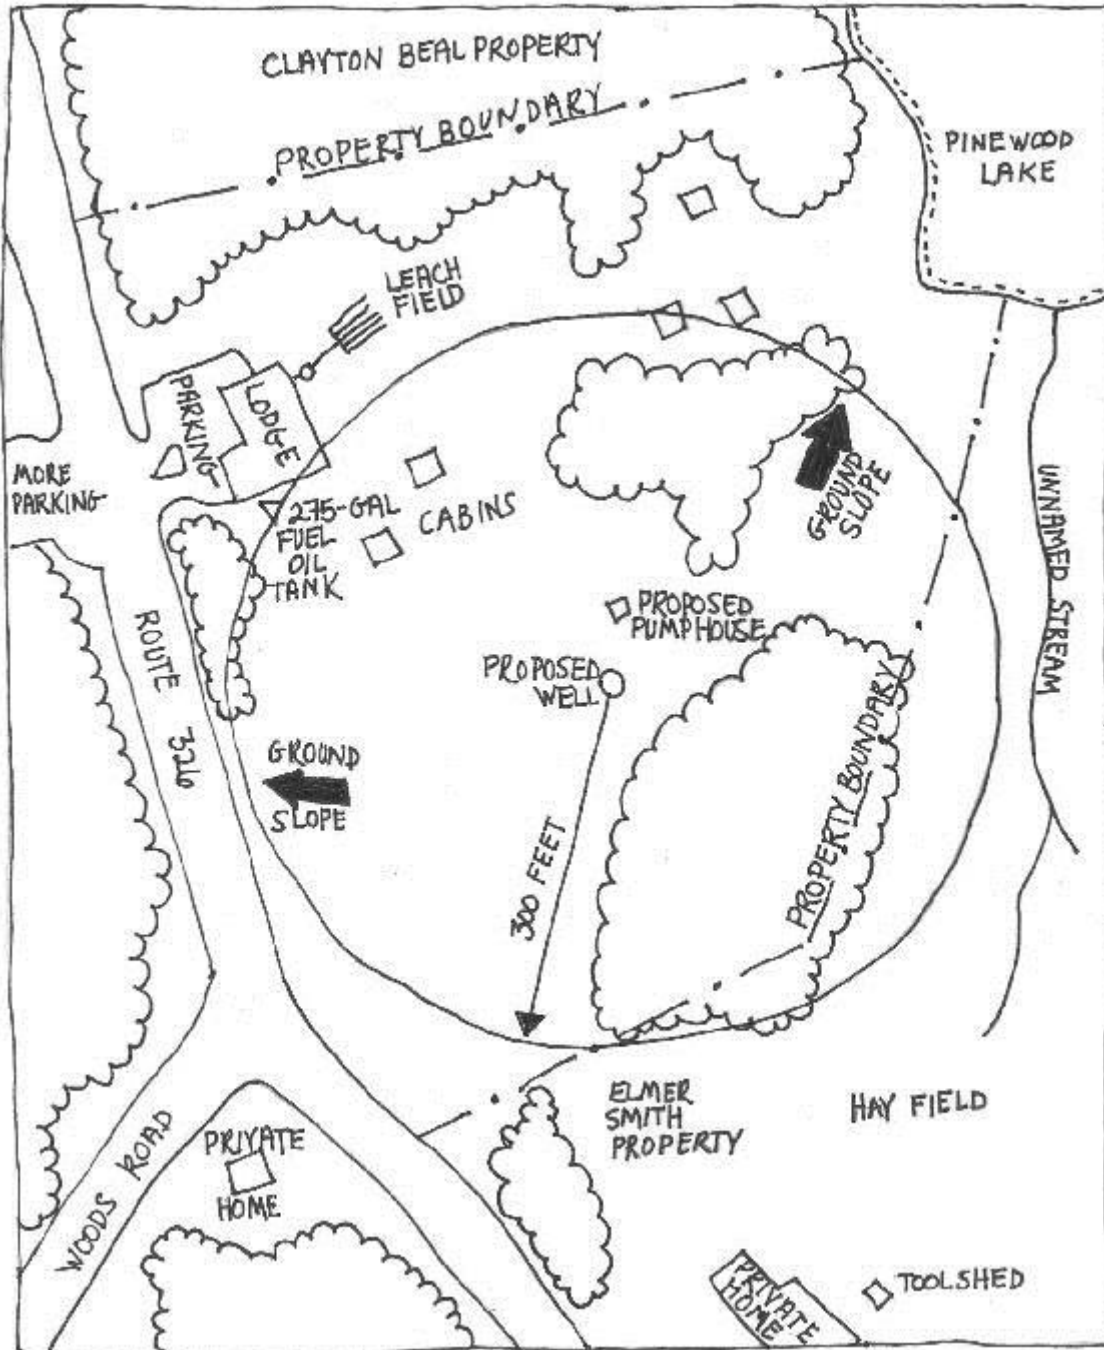 CLAYTON BEAL PROPERTY
PROPERTY BOUNDARY
PINEWOOD
LAKE
LEACH
FIELD
PARKING
LODGE
MORE
PARKING
275-GAL
FUEL
OIL
TANK
CABINS
GROUND
SLOPE
UNNAMED STREAM
PROPOSED
PUMPHOUSE
PROPOSED
WELL
ROUTE 326
GROUND
SLOPE
300 FEET
PROPERTY BOUNDARY
ELMER
SMITH
PROPERTY
HAY FIELD
WOODS ROAD
PRIVATE
HOME
PRIVATE
HOME
TOOLSHED